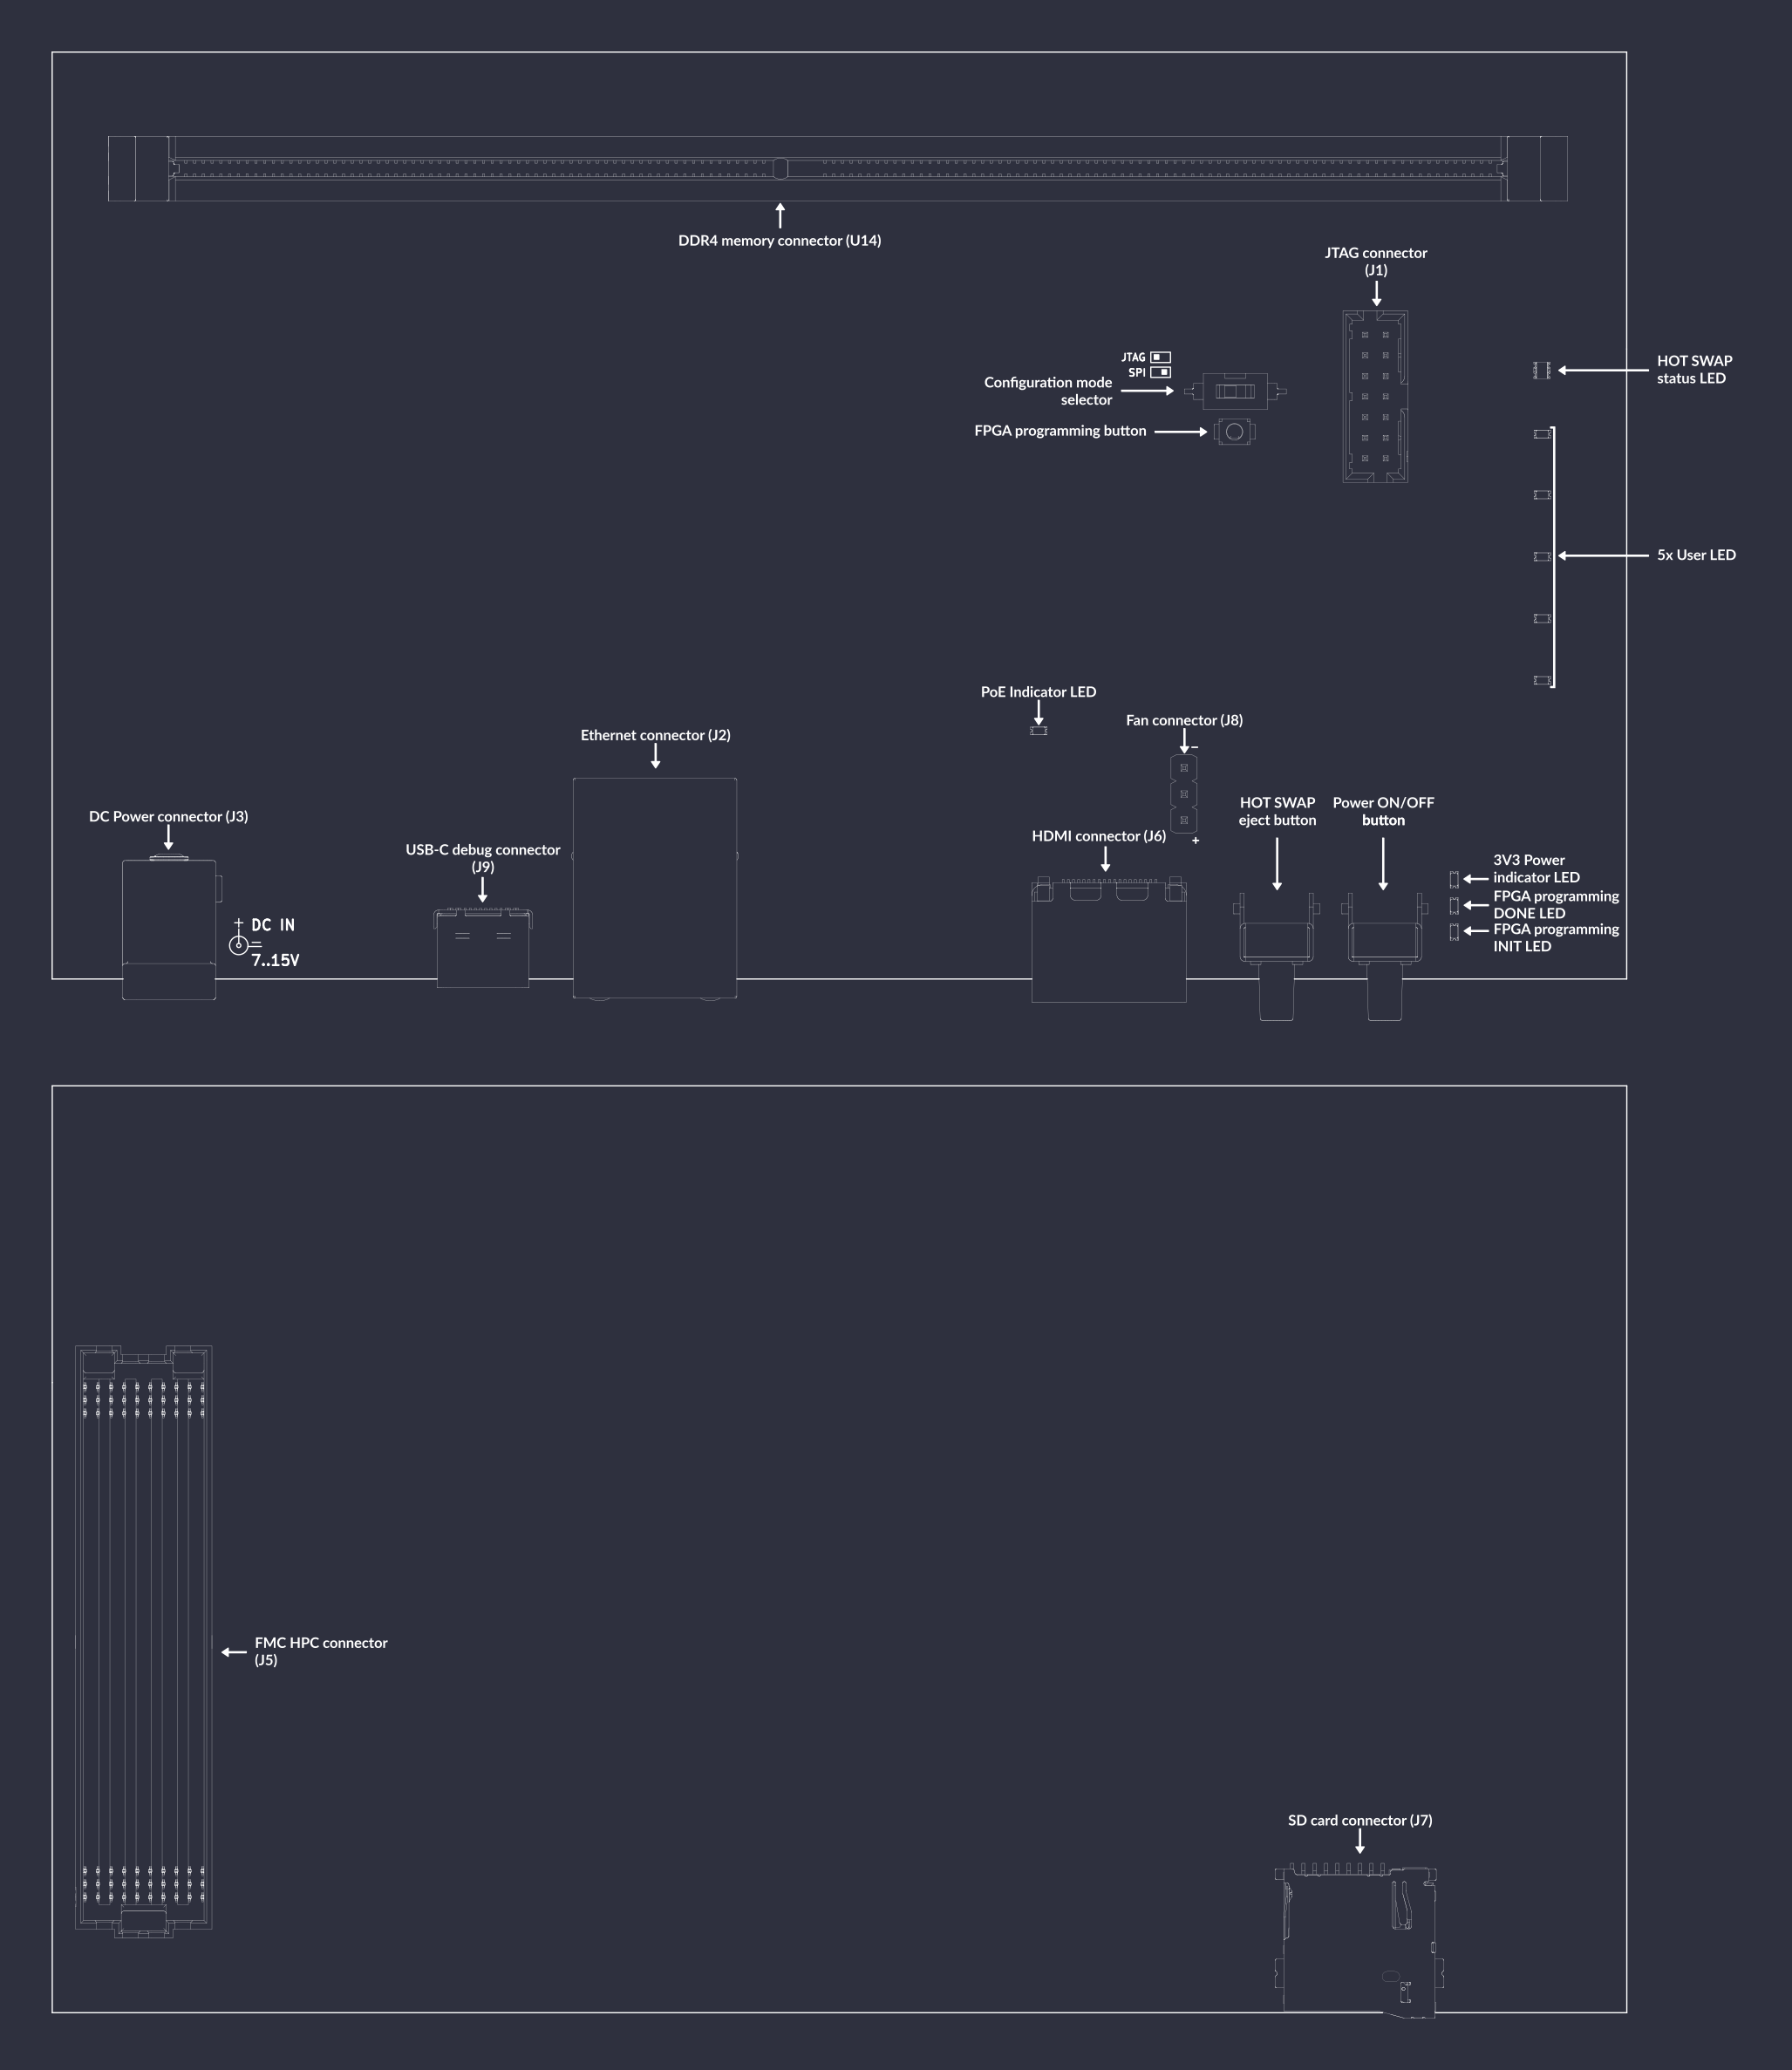 DDR4 memory connector (U14)
JTAG connector
(J1)
JTAG
SPI
Configuration mode
selector
FPGA programming button
HOT SWAP
status LED
5x User LED
PoE Indicator LED
Fan connector (J8)
−
+
Ethernet connector (J2)
DC Power connector (J3)
USB-C debug connector
(J9)
HDMI connector (J6)
HOT SWAP
eject button
Power ON/OFF
button
3V3 Power
indicator LED
FPGA programming
DONE LED
FPGA programming
INIT LED
+ DC IN
7..15V
FMC HPC connector
(J5)
SD card connector (J7)